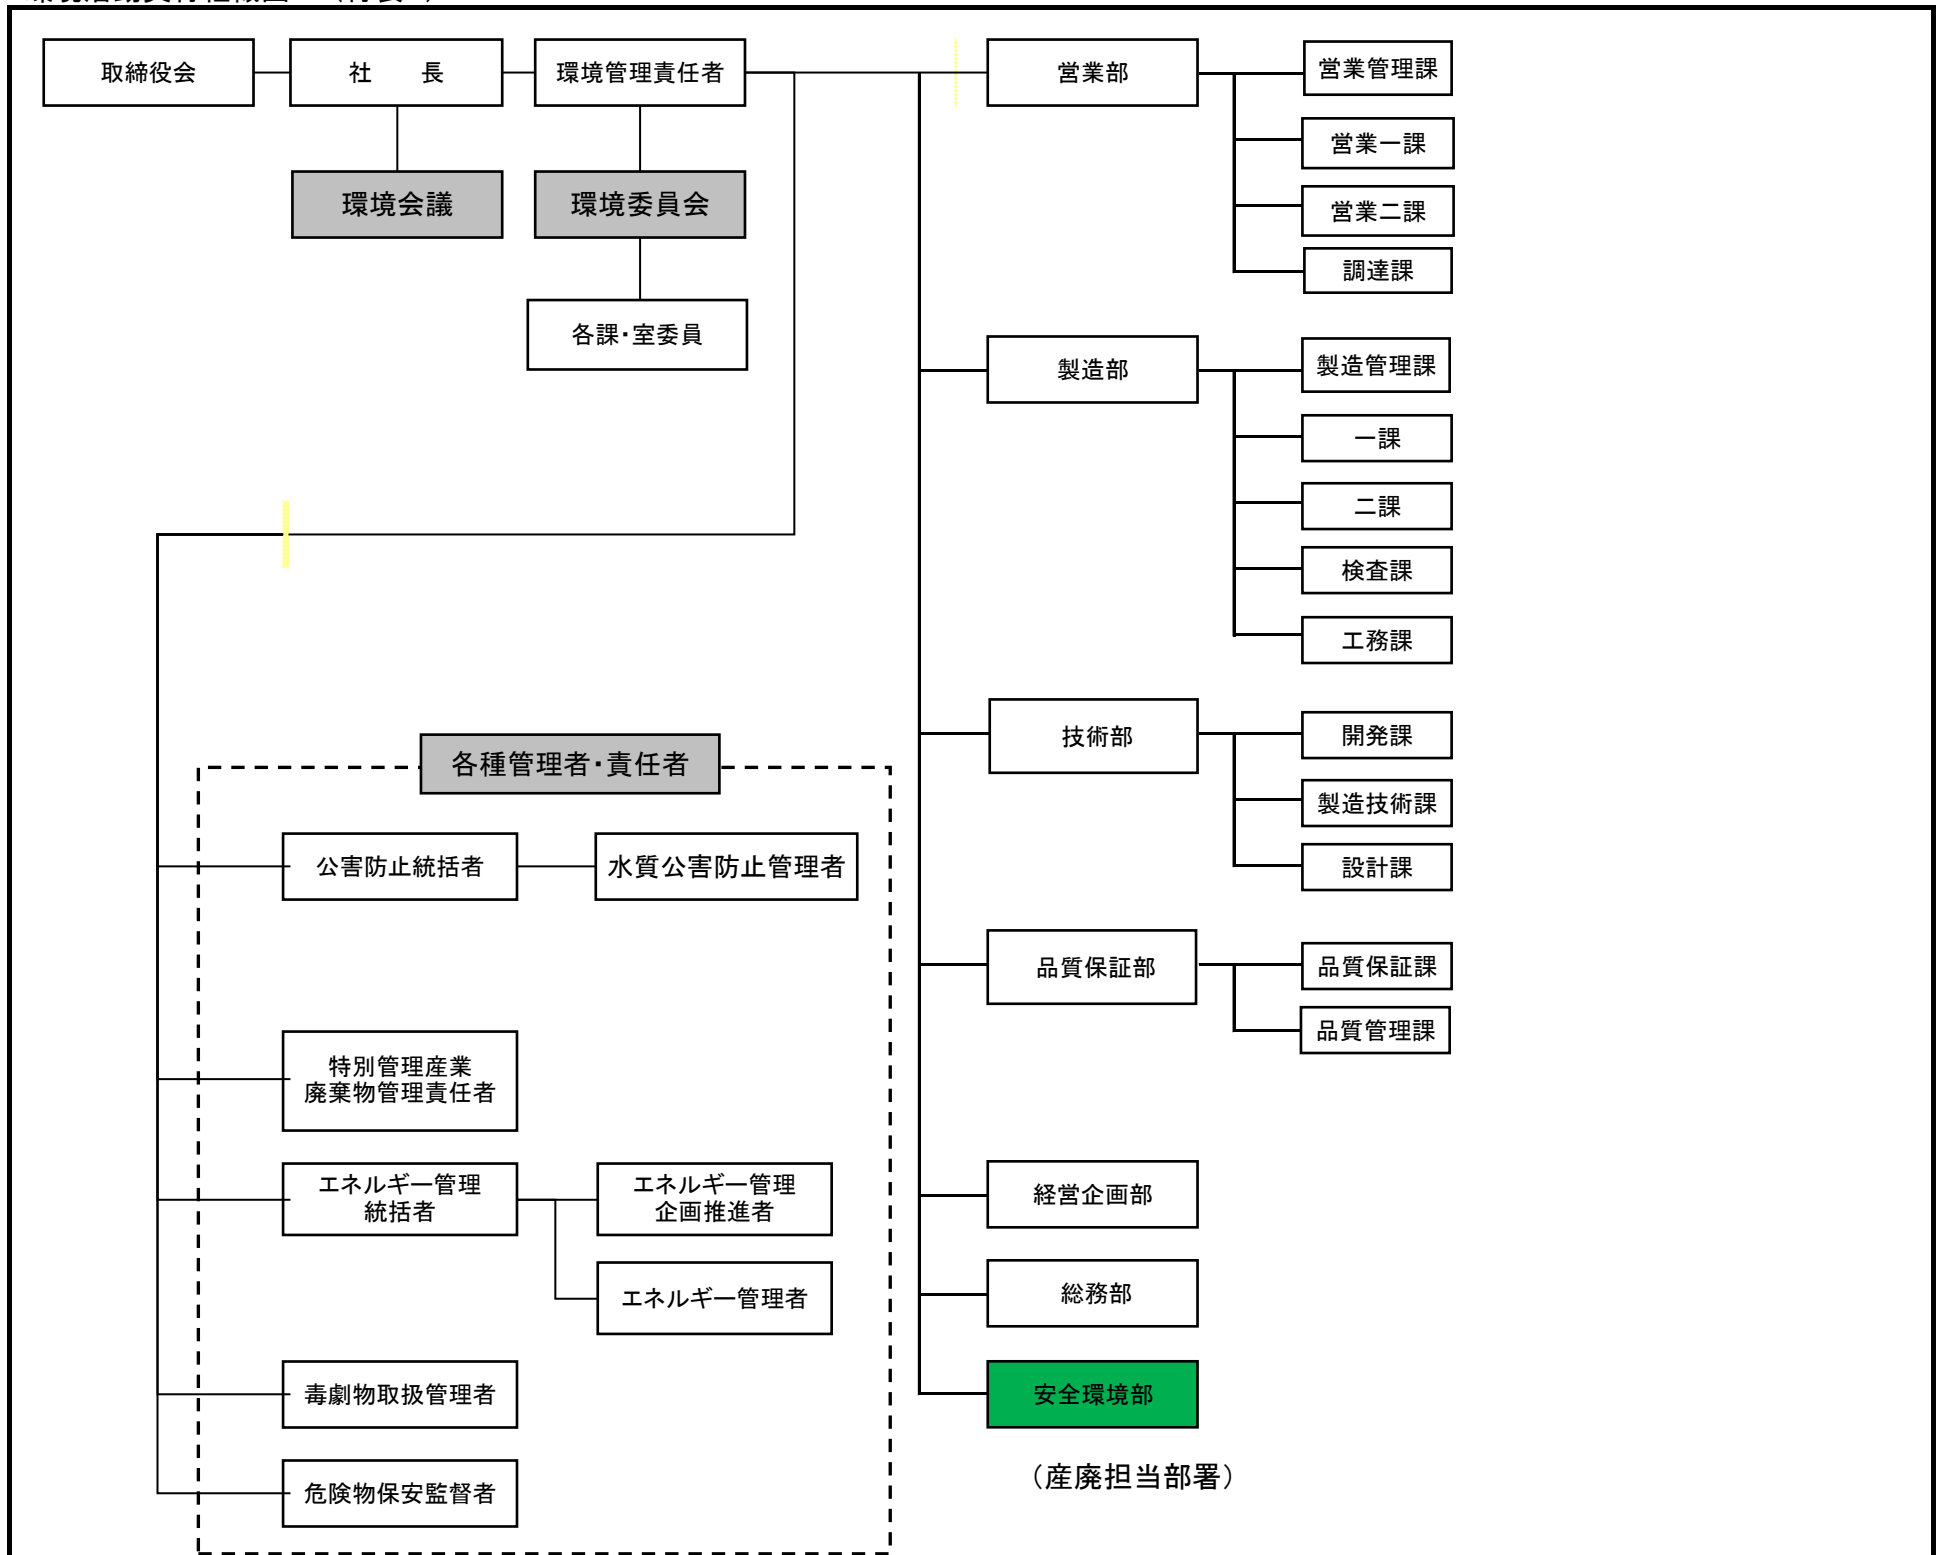 取締役会
社　長
環境管理責任者
環境会議
環境委員会
各課・室委員
営業部
営業管理課
営業一課
営業二課
調達課
製造部
製造管理課
一課
二課
検査課
工務課
技術部
開発課
製造技術課
設計課
品質保証部
品質保証課
品質管理課
経営企画部
総務部
安全環境部
（産廃担当部署）
各種管理者・責任者
公害防止統括者
水質公害防止管理者
特別管理産業
廃棄物管理責任者
エネルギー管理
統括者
エネルギー管理
企画推進者
エネルギー管理者
毒劇物取扱管理者
危険物保安監督者